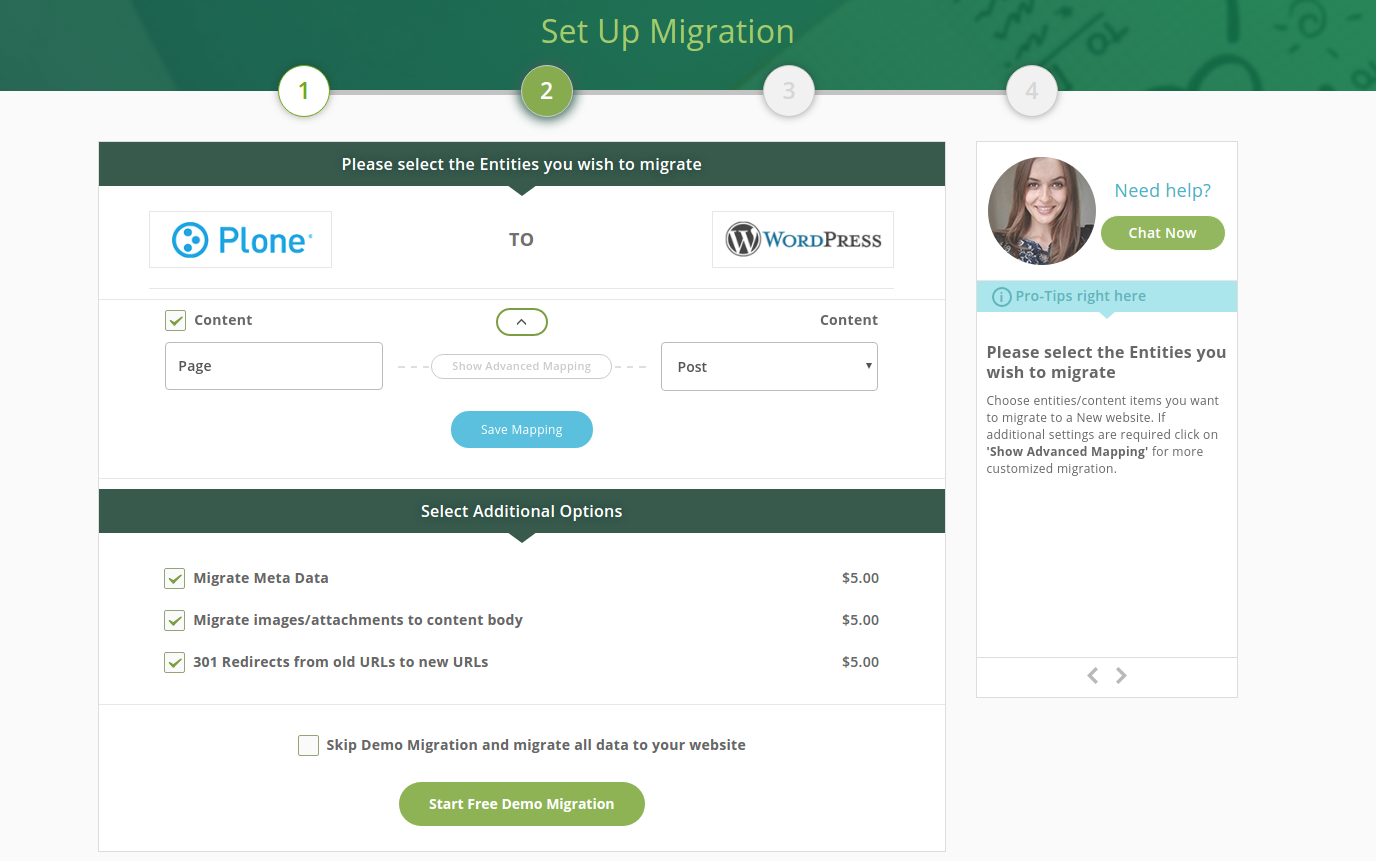 Set Up Migration
1
2
3
4
Please select the Entities you wish to migrate
Plone®
TO
WORDPRESS
Content
Content
Page
Show Advanced Mapping
Post
Save Mapping
Select Additional Options
Migrate Meta Data
$5.00
Migrate images/attachments to content body
$5.00
301 Redirects from old URLs to new URLs
$5.00
Skip Demo Migration and migrate all data to your website
Start Free Demo Migration
Need help?
Chat Now
Pro-Tips right here
Please select the Entities you
wish to migrate
Choose entities/content items you want
to migrate to a New website. If
additional settings are required click on
'Show Advanced Mapping' for more
customized migration.